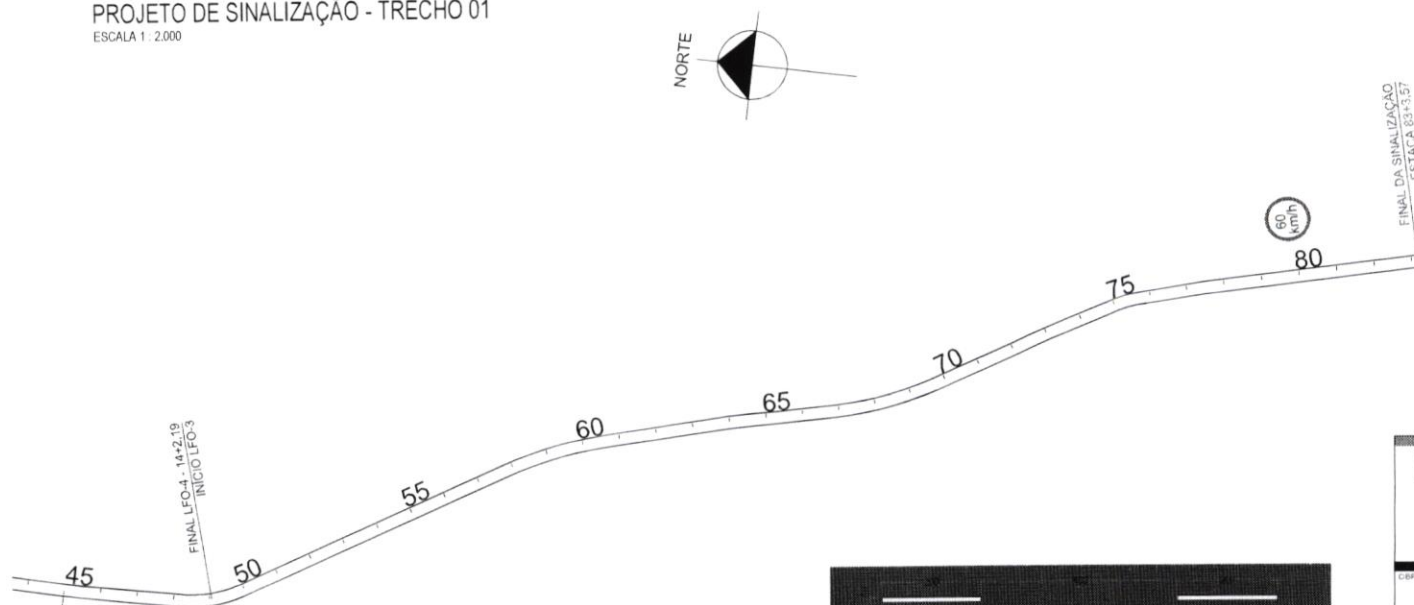 PROJETO DE SINALIZAÇÃO - TRECHO 01
ESCALA 1 : 2.000
NORTE
FINAL DA SINALIZAÇÃO
ESTACA 83+3,57
60
km/h
80
75
70
65
60
55
FINAL LFO-4 - 14+2,19
INÍCIO LFO-3
50
45